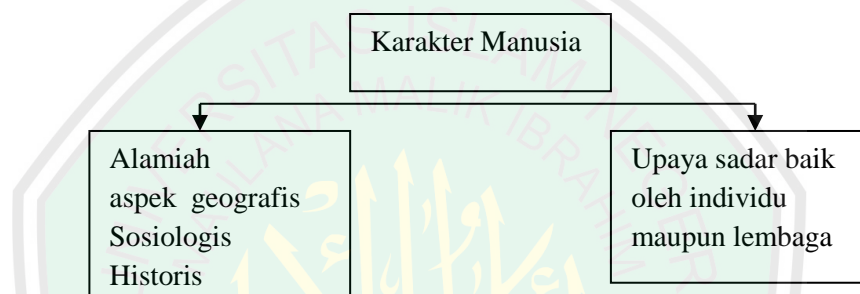 Karakter Manusia
Alamiah
aspek geografis
Sosiologis
Historis
Upaya sadar baik
oleh individu
maupun lembaga